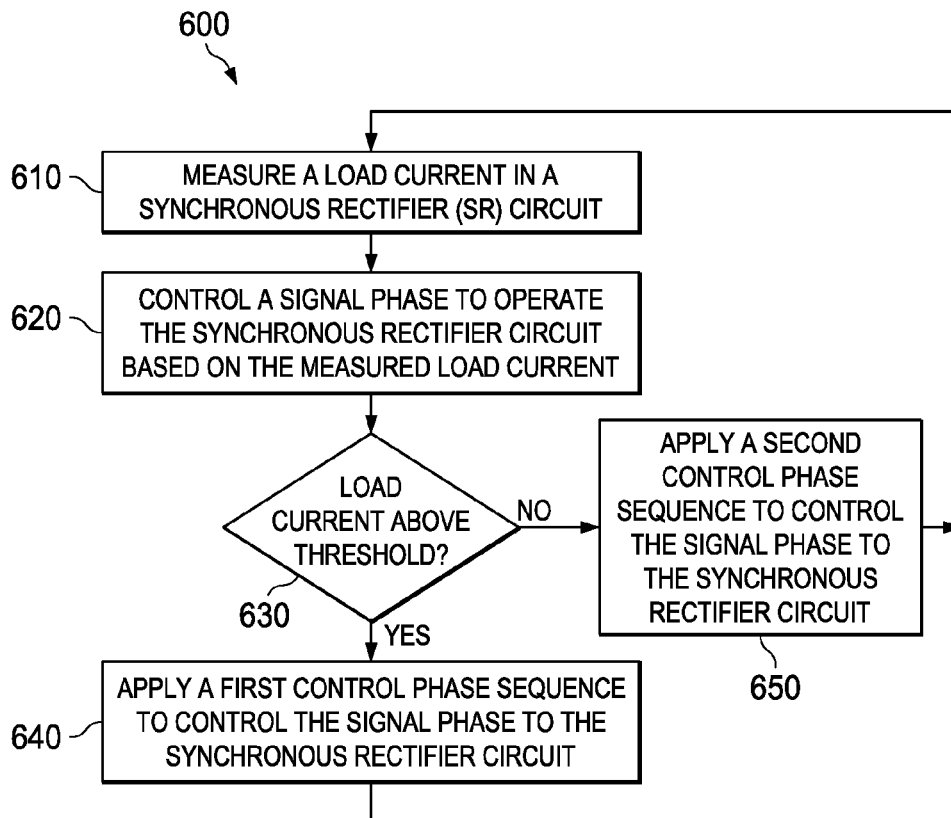 600
610
MEASURE A LOAD CURRENT IN A
SYNCHRONOUS RECTIFIER (SR) CIRCUIT
620
CONTROL A SIGNAL PHASE TO OPERATE
THE SYNCHRONOUS RECTIFIER CIRCUIT
BASED ON THE MEASURED LOAD CURRENT
LOAD
CURRENT ABOVE
THRESHOLD?
630
NO
YES
APPLY A SECOND
CONTROL PHASE
SEQUENCE TO CONTROL
THE SIGNAL PHASE TO
THE SYNCHRONOUS
RECTIFIER CIRCUIT
650
640
APPLY A FIRST CONTROL PHASE SEQUENCE
TO CONTROL THE SIGNAL PHASE TO THE
SYNCHRONOUS RECTIFIER CIRCUIT